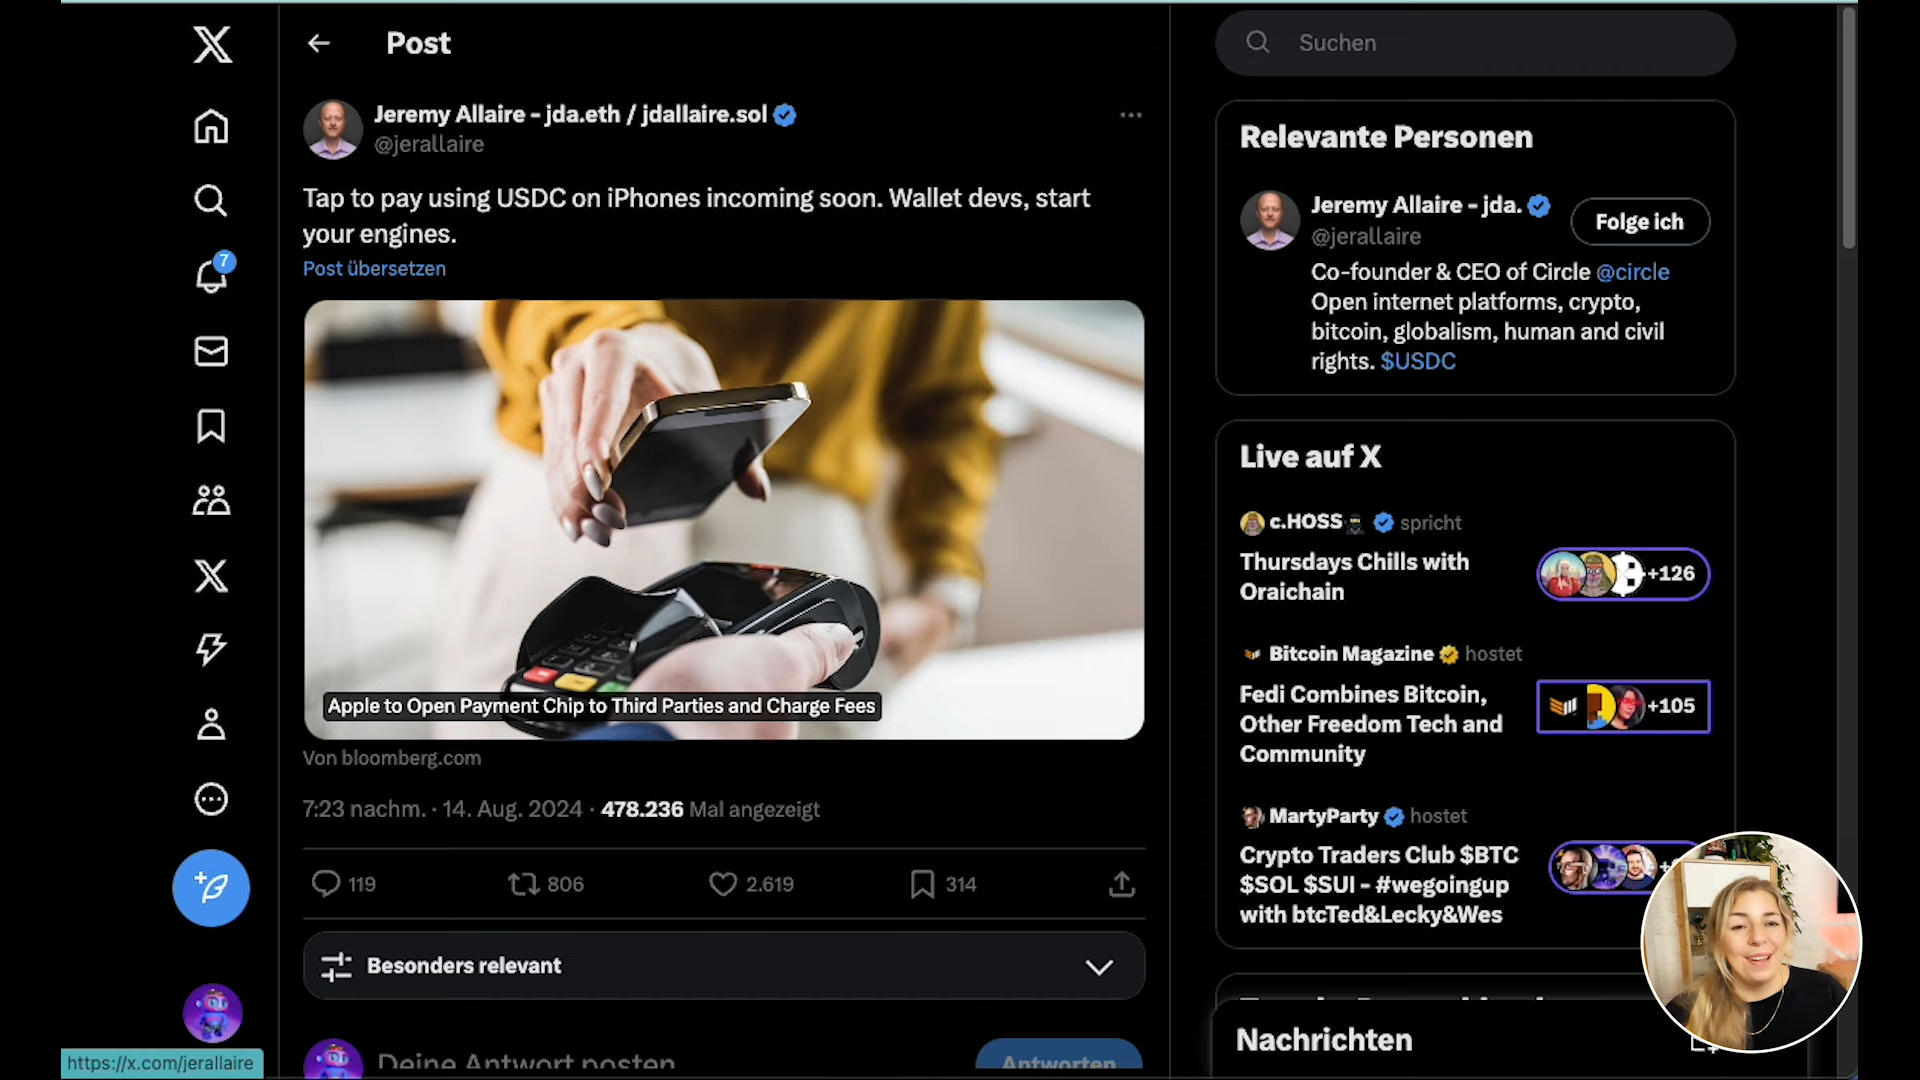 Post
Jeremy Allaire - jda.eth / jdallaire.sol
@jerallaire
Tap to pay using USDC on iPhones incoming soon. Wallet devs, start
your engines.
Post übersetzen
Apple to Open Payment Chip to Third Parties and Charge Fees
Von bloomberg.com
7:23 nachm. · 14. Aug. 2024 · 478.236 Mal angezeigt
119
806
2.619
314
Besonders relevant
Deine Antwort posten
Antworten
7
https://x.com/jerallaire
Suchen
Relevante Personen
Jeremy Allaire - jda.
@jerallaire
Folge ich
Co-founder & CEO of Circle @circle
Open internet platforms, crypto,
bitcoin, globalism, human and civil
rights. $USDC
Live auf X
c.HOSS spricht
Thursdays Chills with
Oraichain
+126
Bitcoin Magazine hostet
Fedi Combines Bitcoin,
Other Freedom Tech and
Community
+105
MartyParty hostet
Crypto Traders Club $BTC
$SOL $SUI - #wegoingup
with btcTed&Lecky&Wes
Nachrichten